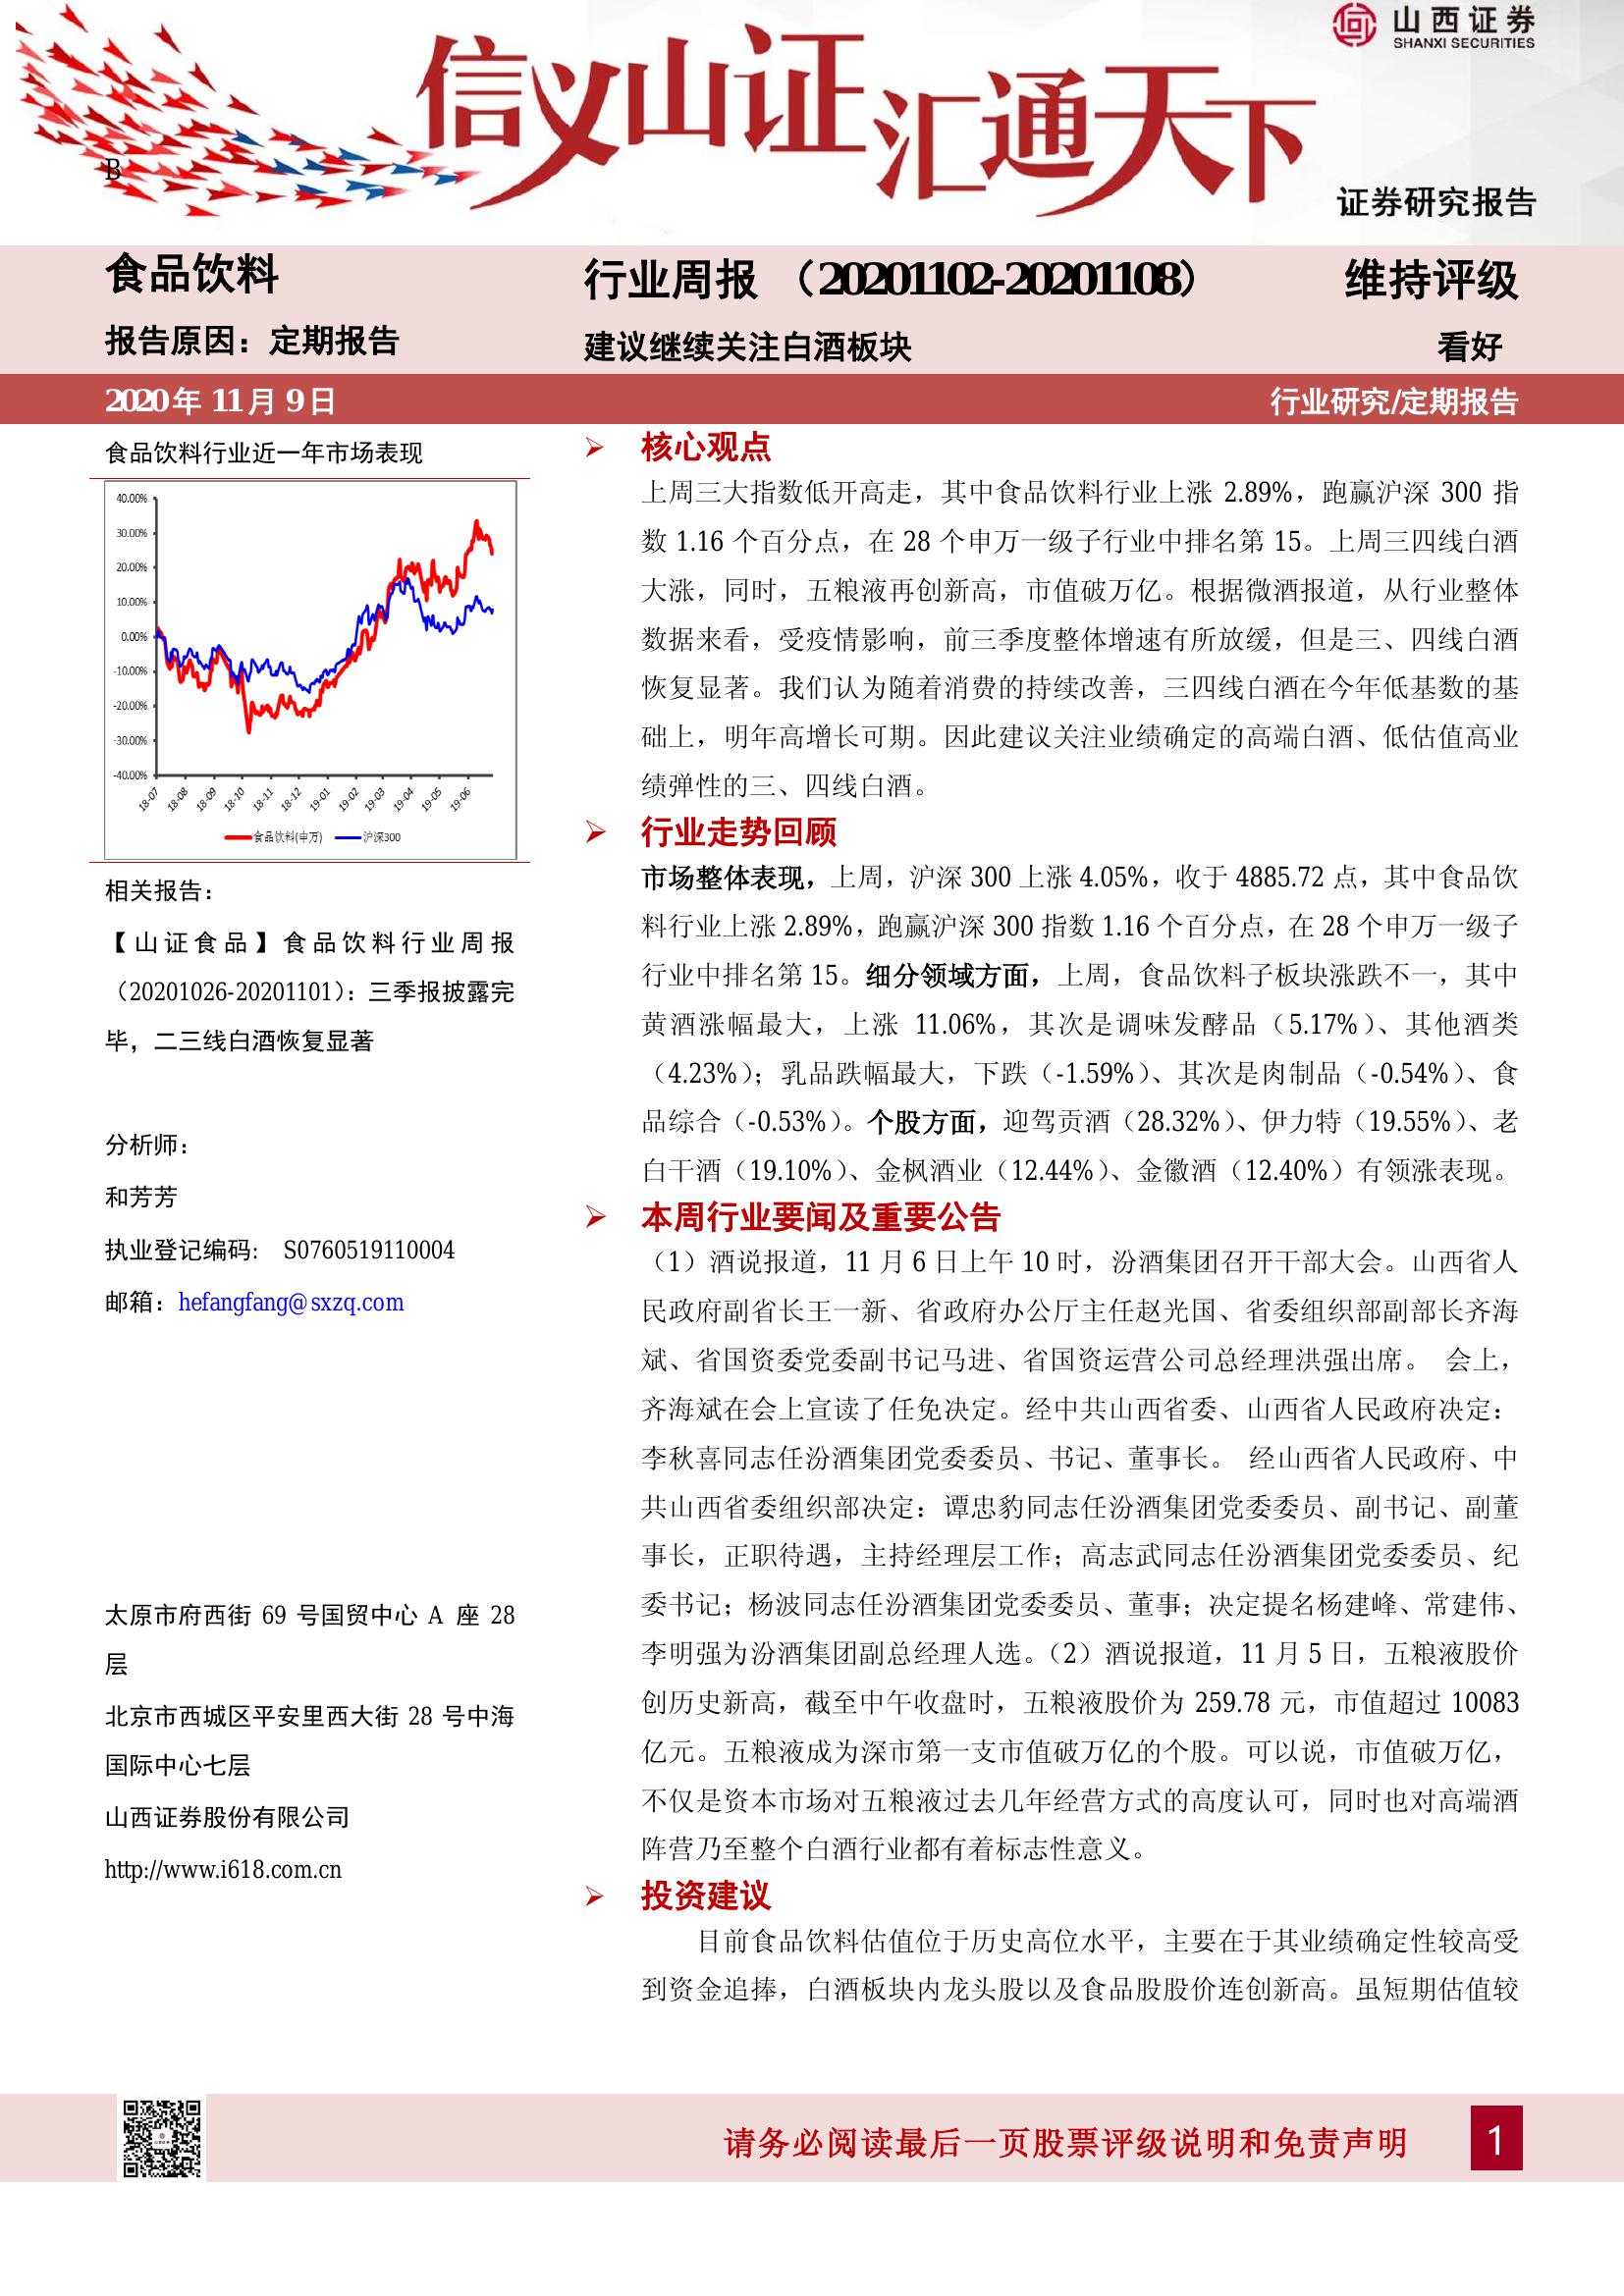 山西证券
SHANXI SECURITIES
信义山证汇通天下
B
证券研究报告
食品饮料
行业周报 （20201102-20201108）
维持评级
报告原因：定期报告
建议继续关注白酒板块
看好
2020年 11月 9日
行业研究/定期报告
食品饮料行业近一年市场表现
40.00%
30.00%
20.00%
10.00%
0.00%
-10.00%
-20.00%
-30.00%
-40.00%
18-07 18-08 18-09 18-10 18-11 18-12 19-01 19-02 19-03 19-04 19-05 19-06
食品饮料(申万) 沪深300
相关报告：
【山证食品】食品饮料行业周报
（20201026-20201101）：三季报披露完
毕，二三线白酒恢复显著
分析师：
和芳芳
执业登记编码： S0760519110004
邮箱：hefangfang@sxzq.com
太原市府西街 69 号国贸中心 A 座 28
层
北京市西城区平安里西大街 28 号中海
国际中心七层
山西证券股份有限公司
http://www.i618.com.cn
核心观点
上周三大指数低开高走，其中食品饮料行业上涨 2.89%，跑赢沪深 300 指
数 1.16 个百分点，在 28 个申万一级子行业中排名第 15。上周三四线白酒
大涨，同时，五粮液再创新高，市值破万亿。根据微酒报道，从行业整体
数据来看，受疫情影响，前三季度整体增速有所放缓，但是三、四线白酒
恢复显著。我们认为随着消费的持续改善，三四线白酒在今年低基数的基
础上，明年高增长可期。因此建议关注业绩确定的高端白酒、低估值高业
绩弹性的三、四线白酒。
行业走势回顾
市场整体表现，上周，沪深 300 上涨 4.05%，收于 4885.72 点，其中食品饮
料行业上涨 2.89%，跑赢沪深 300 指数 1.16 个百分点，在 28 个申万一级子
行业中排名第 15。细分领域方面，上周，食品饮料子板块涨跌不一，其中
黄酒涨幅最大，上涨 11.06%，其次是调味发酵品（5.17%）、其他酒类
（4.23%）；乳品跌幅最大，下跌（-1.59%）、其次是肉制品（-0.54%）、食
品综合（-0.53%）。个股方面，迎驾贡酒（28.32%）、伊力特（19.55%）、老
白干酒（19.10%）、金枫酒业（12.44%）、金徽酒（12.40%）有领涨表现。
本周行业要闻及重要公告
（1）酒说报道，11 月 6 日上午 10 时，汾酒集团召开干部大会。山西省人
民政府副省长王一新、省政府办公厅主任赵光国、省委组织部副部长齐海
斌、省国资委党委副书记马进、省国资运营公司总经理洪强出席。 会上，
齐海斌在会上宣读了任免决定。经中共山西省委、山西省人民政府决定：
李秋喜同志任汾酒集团党委委员、书记、董事长。 经山西省人民政府、中
共山西省委组织部决定：谭忠豹同志任汾酒集团党委委员、副书记、副董
事长，正职待遇，主持经理层工作；高志武同志任汾酒集团党委委员、纪
委书记；杨波同志任汾酒集团党委委员、董事；决定提名杨建峰、常建伟、
李明强为汾酒集团副总经理人选。（2）酒说报道，11 月 5 日，五粮液股价
创历史新高，截至中午收盘时，五粮液股价为 259.78 元，市值超过 10083
亿元。五粮液成为深市第一支市值破万亿的个股。可以说，市值破万亿，
不仅是资本市场对五粮液过去几年经营方式的高度认可，同时也对高端酒
阵营乃至整个白酒行业都有着标志性意义。
投资建议
目前食品饮料估值位于历史高位水平，主要在于其业绩确定性较高受
到资金追捧，白酒板块内龙头股以及食品股股价连创新高。虽短期估值较
请务必阅读最后一页股票评级说明和免责声明
1